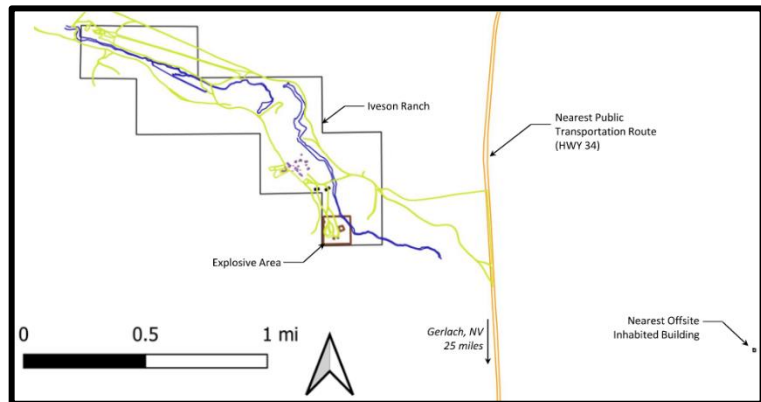 Iveson Ranch
Nearest Public
Transportation Route
(HWY 34)
Explosive Area
0
0.5
1 mi
Gerlach, NV
25 miles
Nearest Offsite
Inhabited Building